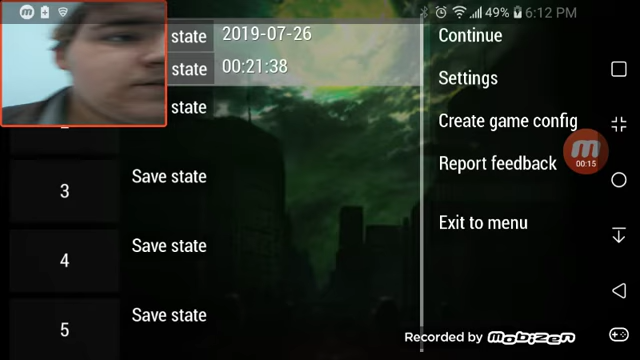 49% 6:12 PM
state 2019-07-26
state 00:21:38
state
3 Save state
4 Save state
5 Save state
Continue
Settings
Create game config
Report feedback
Exit to menu
00:15
Recorded by mobizen